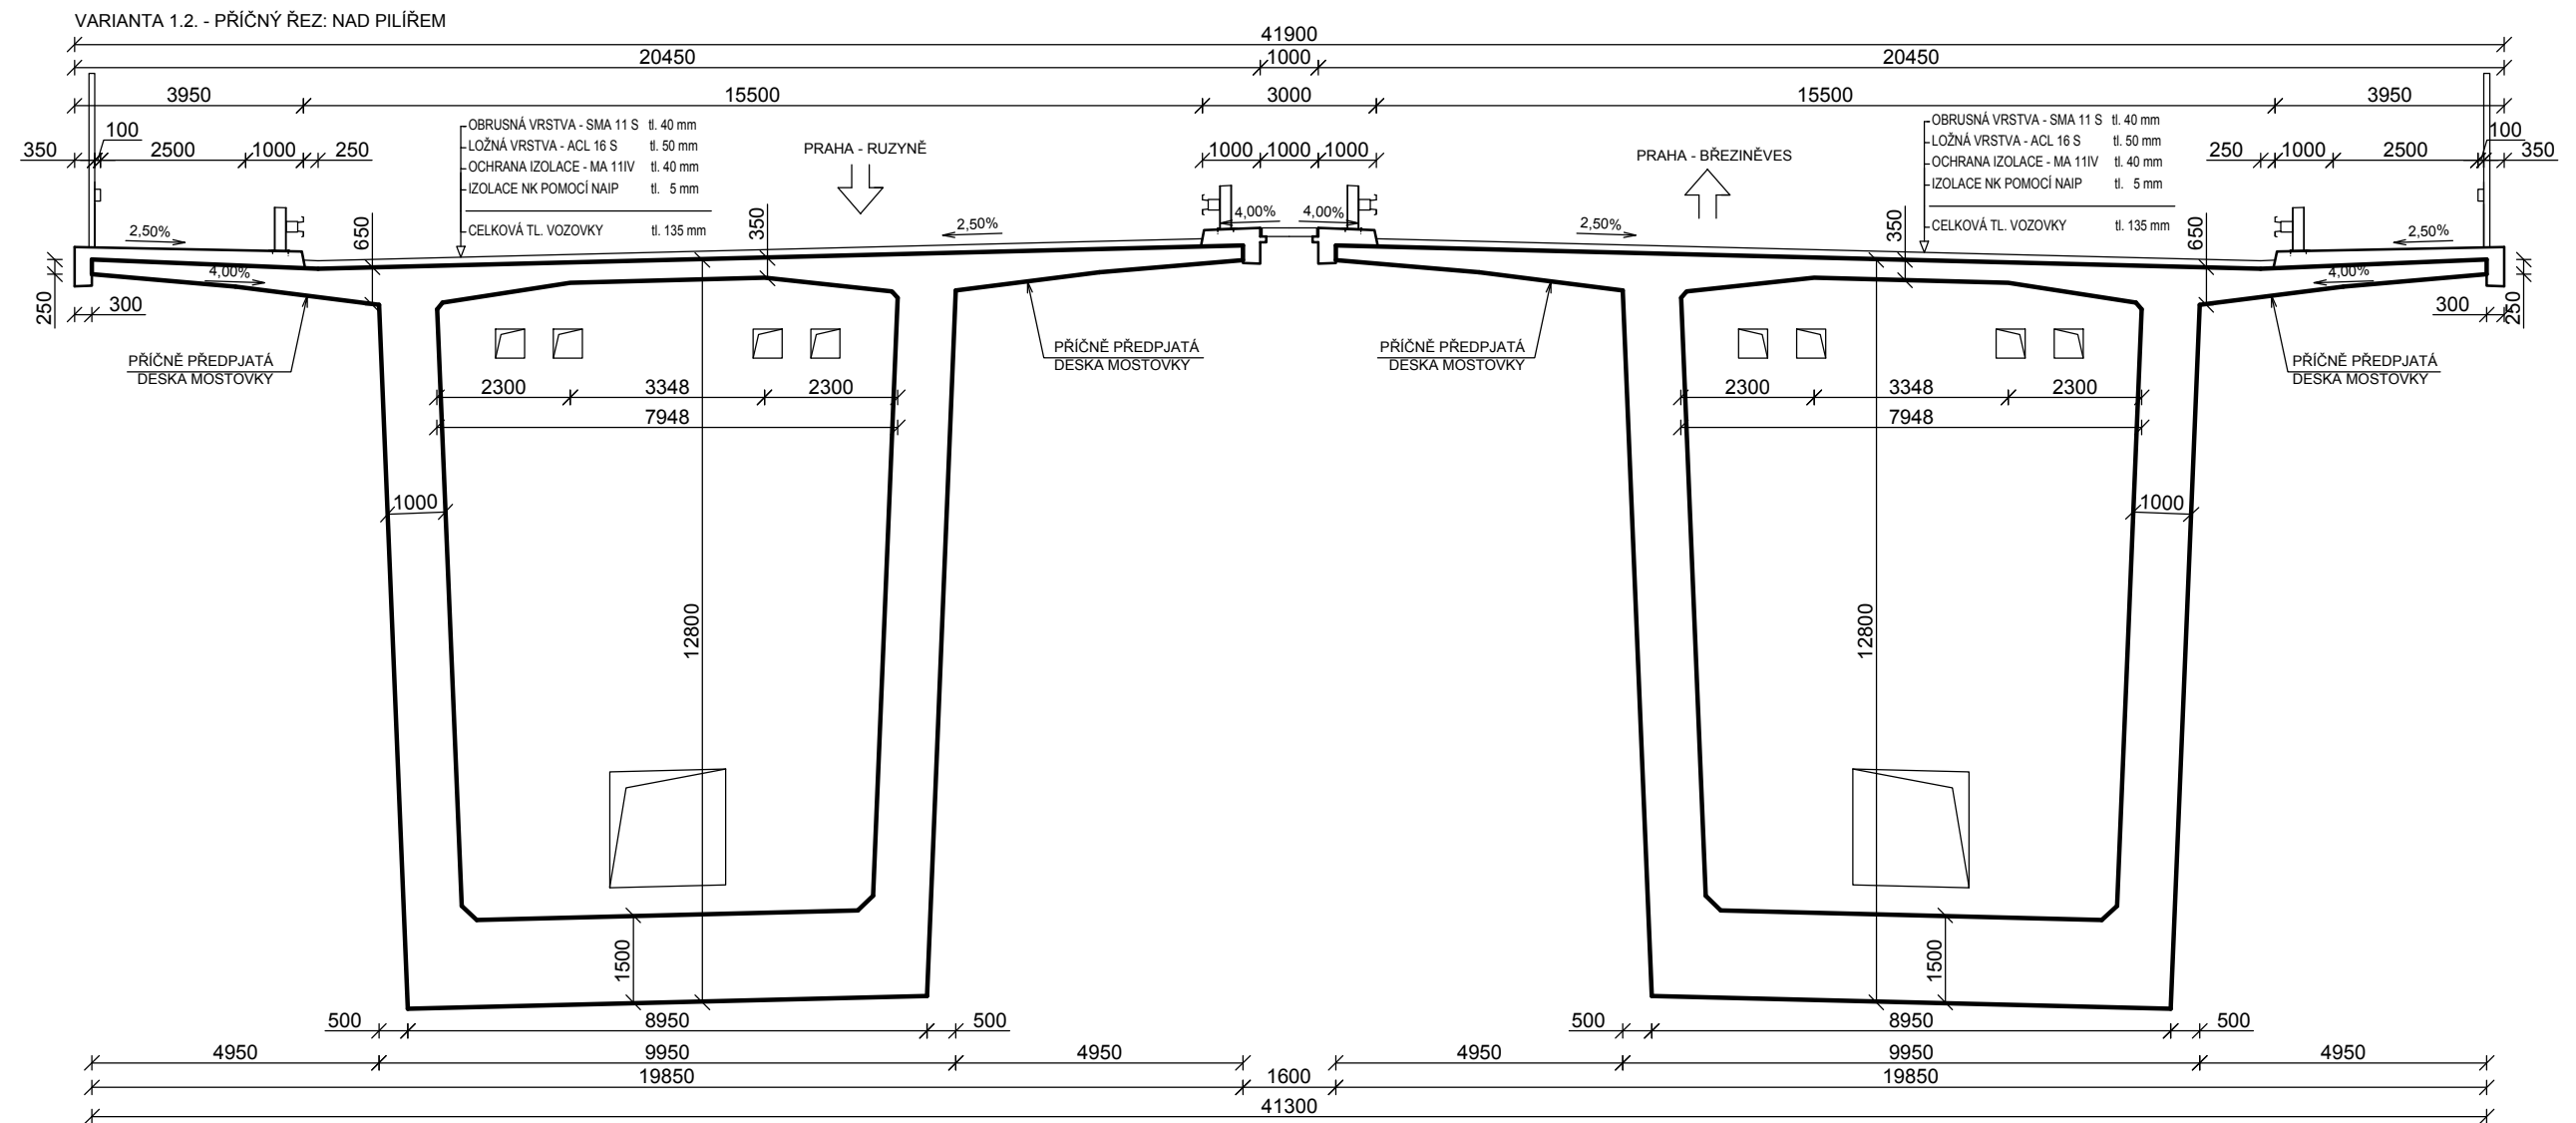 VARIANTA 1.2. - PŘÍČNÝ ŘEZ: NAD PILÍŘEM
41900
20450 1000 20450
3950 15500 3000 15500 3950
350 100 2500 1000 250
OBRUSNÁ VRSTVA - SMA 11 S tl. 40 mm
LOŽNÁ VRSTVA - ACL 16 S tl. 50 mm
OCHRANA IZOLACE - MA 11IV tl. 40 mm
IZOLACE NK POMOCÍ NAIP tl. 5 mm
CELKOVÁ TL. VOZOVKY tl. 135 mm
PRAHA - RUZYNĚ
1000 1000 1000
PRAHA - BŘEZINĚVES
OBRUSNÁ VRSTVA - SMA 11 S tl. 40 mm
LOŽNÁ VRSTVA - ACL 16 S tl. 50 mm
OCHRANA IZOLACE - MA 11IV tl. 40 mm
IZOLACE NK POMOCÍ NAIP tl. 5 mm
CELKOVÁ TL. VOZOVKY tl. 135 mm
250 1000 2500 100 350
2,50% 650 350 2,50% 4,00% 4,00% 2,50% 350 650 2,50%
4,00% 4,00%
250 300 300 250
PŘÍČNĚ PŘEDPJATÁ
DESKA MOSTOVKY
PŘÍČNĚ PŘEDPJATÁ
DESKA MOSTOVKY
PŘÍČNĚ PŘEDPJATÁ
DESKA MOSTOVKY
PŘÍČNĚ PŘEDPJATÁ
DESKA MOSTOVKY
2300 3348 2300 2300 3348 2300
7948 7948
1000 1000
12800 12800
1500 1500
500 8950 500 500 8950 500
4950 9950 4950 4950 9950 4950
19850 1600 19850
41300